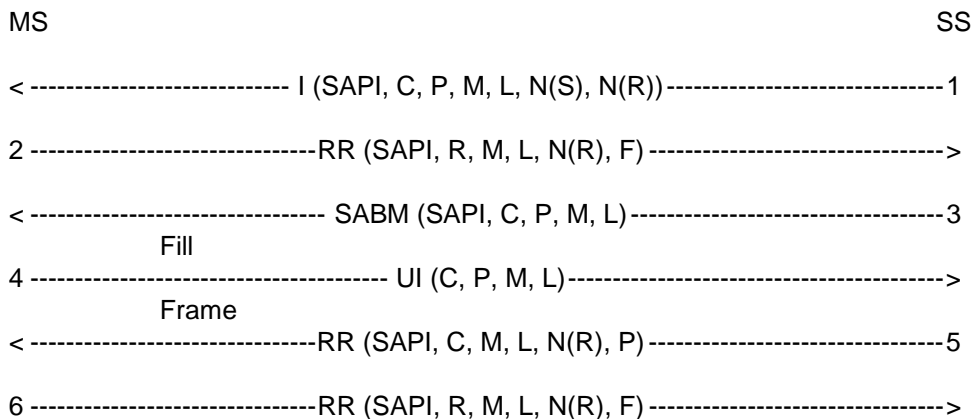 MS SS
< ----------------------------- I (SAPI, C, P, M, L, N(S), N(R))-------------------------------1
2 --------------------------------RR (SAPI, R, M, L, N(R), F) --------------------------------->
< --------------------------------- SABM (SAPI, C, P, M, L)-----------------------------------3
Fill
4 ---------------------------------------- UI (C, P, M, L)------------------------------------------>
Frame
< --------------------------------RR (SAPI, C, M, L, N(R), P) ---------------------------------5
6 --------------------------------RR (SAPI, R, M, L, N(R), F) --------------------------------->